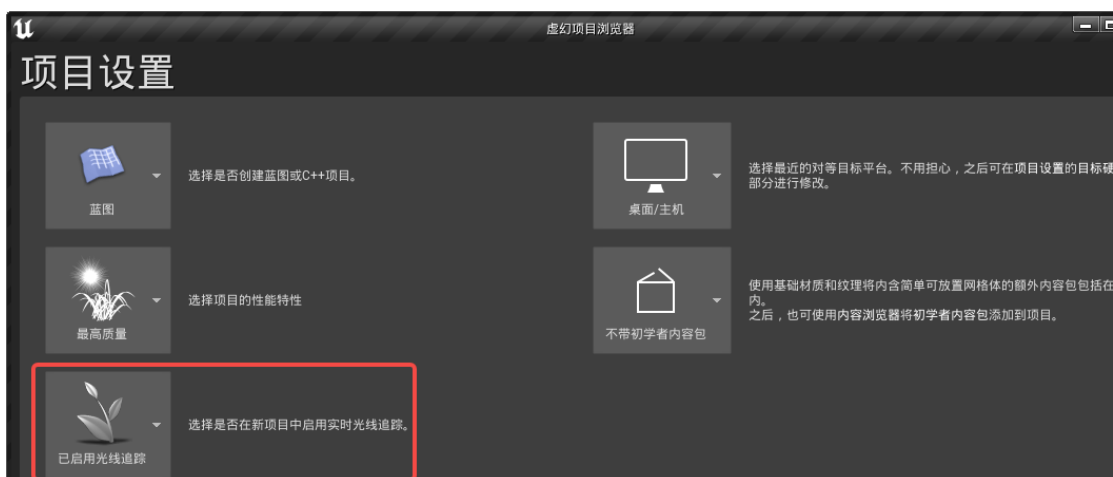 虚幻项目浏览器
项目设置
蓝图
选择是否创建蓝图或C++项目。
桌面/主机
选择最近的对等目标平台。不用担心，之后可在项目设置的目标硬
部分进行修改。
最高质量
选择项目的性能特性
不带初学者内容包
使用基础材质和纹理将内含简单可放置网格体的额外内容包包括在
内。
之后，也可使用内容浏览器将初学者内容包添加到项目。
已启用光线追踪
选择是否在新项目中启用实时光线追踪。